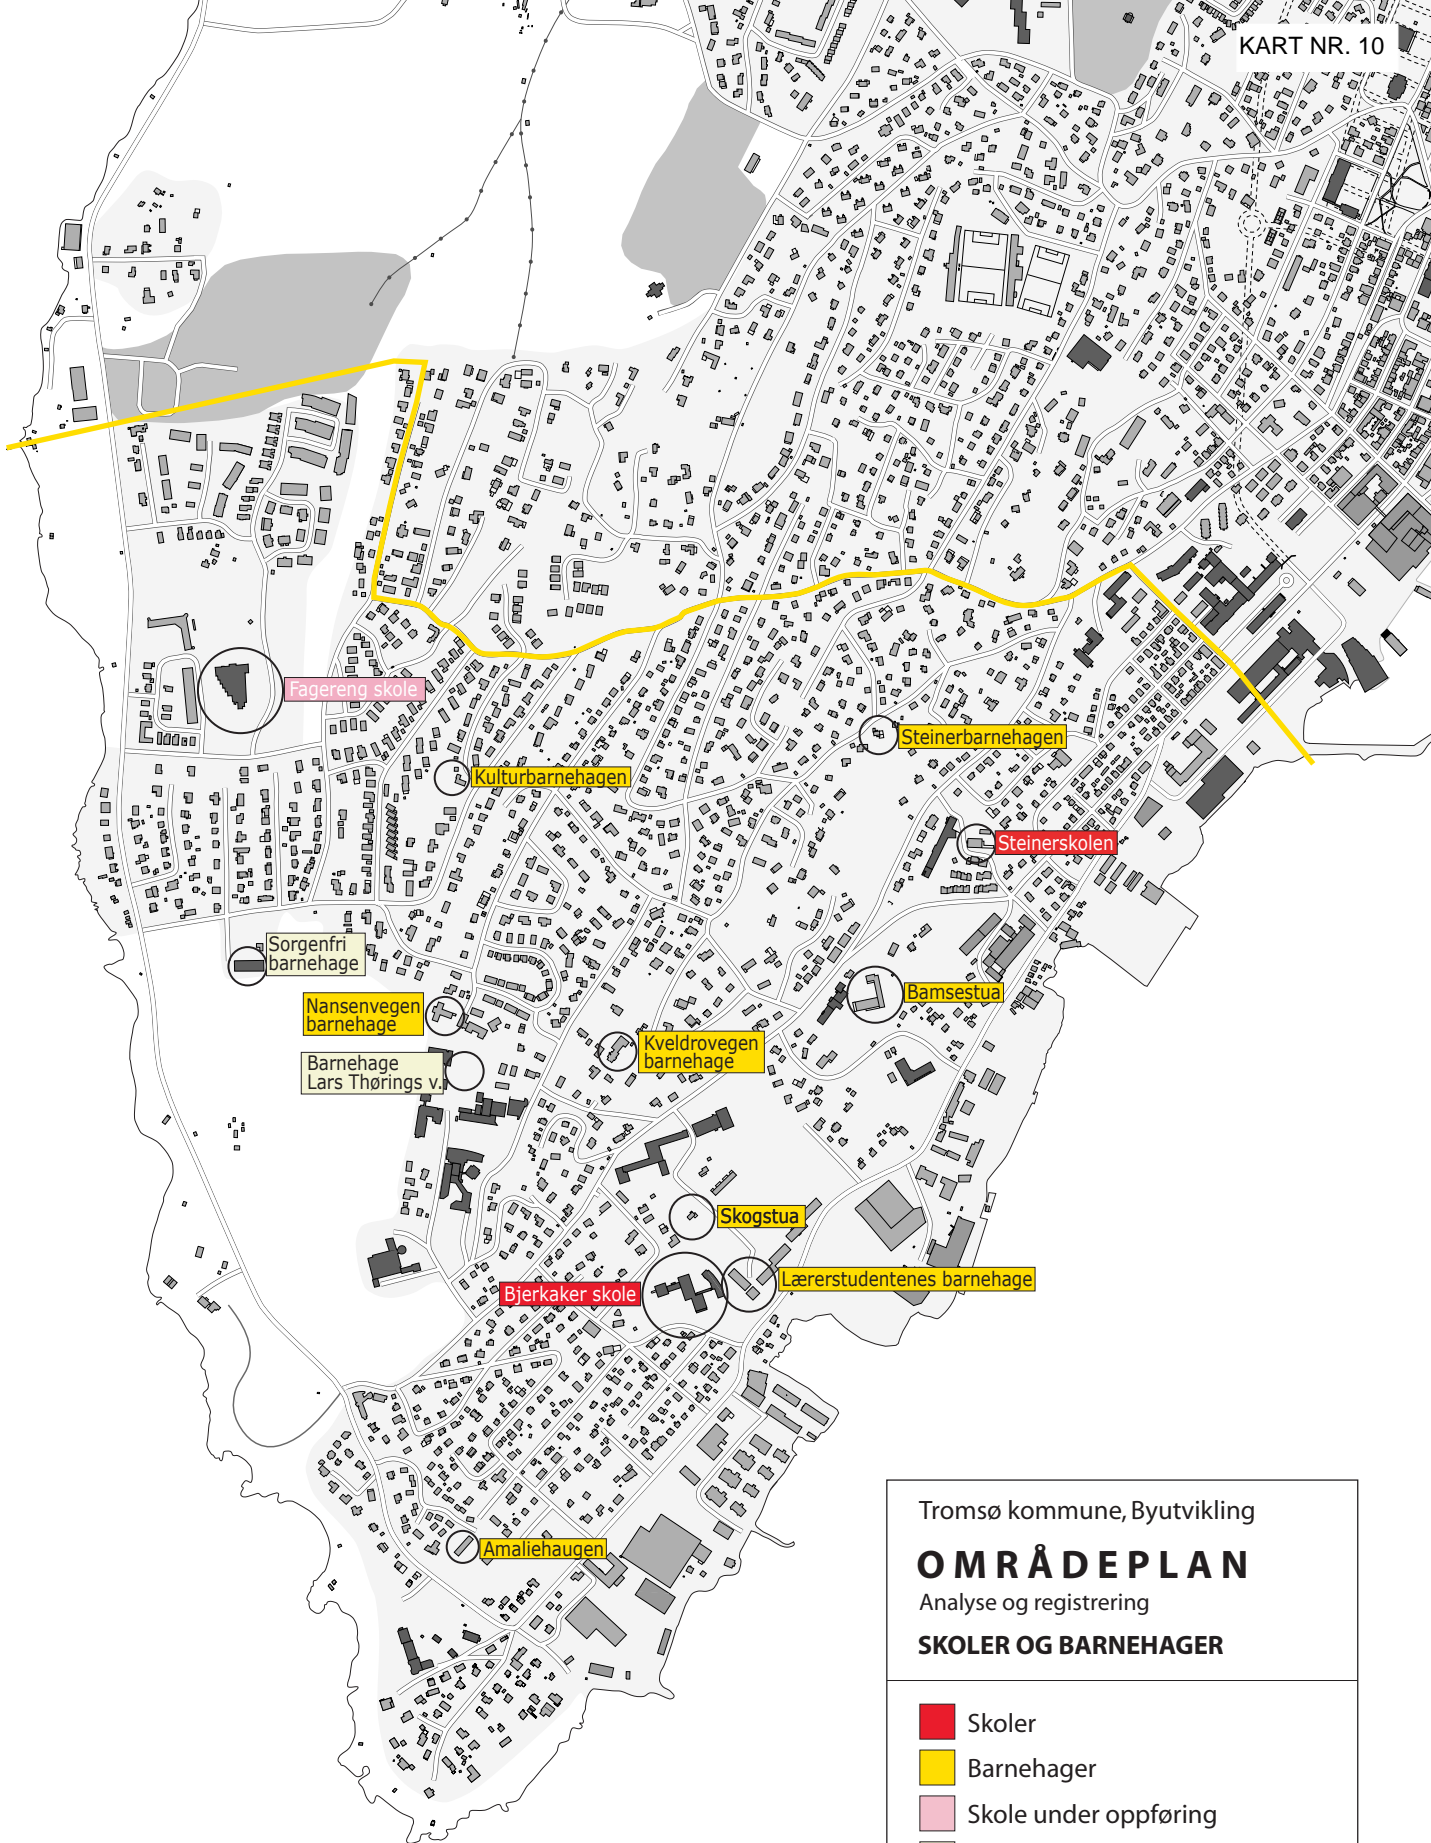 KART NR. 10
Fagereng skole
Steinerbarnehagen
Kulturbarnehagen
Steinerskolen
Sorgenfri
barnehage
Nansenvegen
barnehage
Bamsestua
Kveldrovegen
barnehage
Barnehage
Lars Thørings v.
Skogstua
Lærerstudentenes barnehage
Bjerkaker skole
Amaliehaugen
Tromsø kommune, Byutvikling
OMRÅDEPLAN
Analyse og registrering
SKOLER OG BARNEHAGER
Skoler
Barnehager
Skole under oppføring